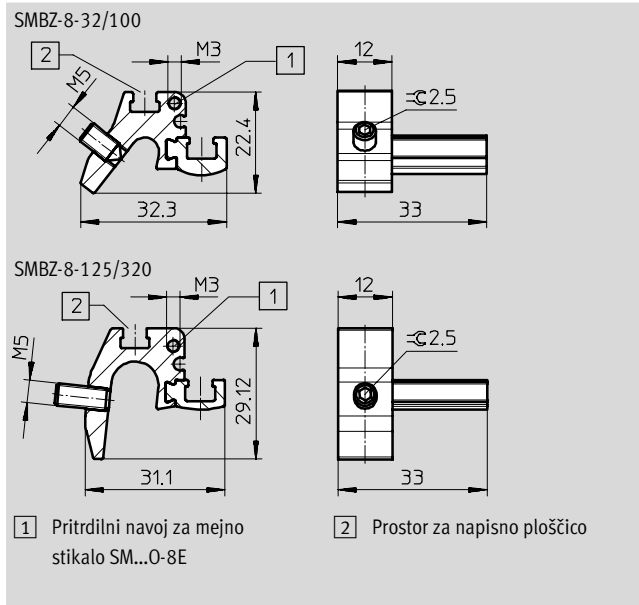 SMBZ-8-32/100
2
M3
1
12
M5
=C 2.5
22.4
32.3
33
SMBZ-8-125/320
2
M3
1
12
M5
=C 2.5
29.12
31.1
33
1 Pritrdilni navoj za mejno
stikalo SM...O-8E
2 Prostor za napisno ploščico